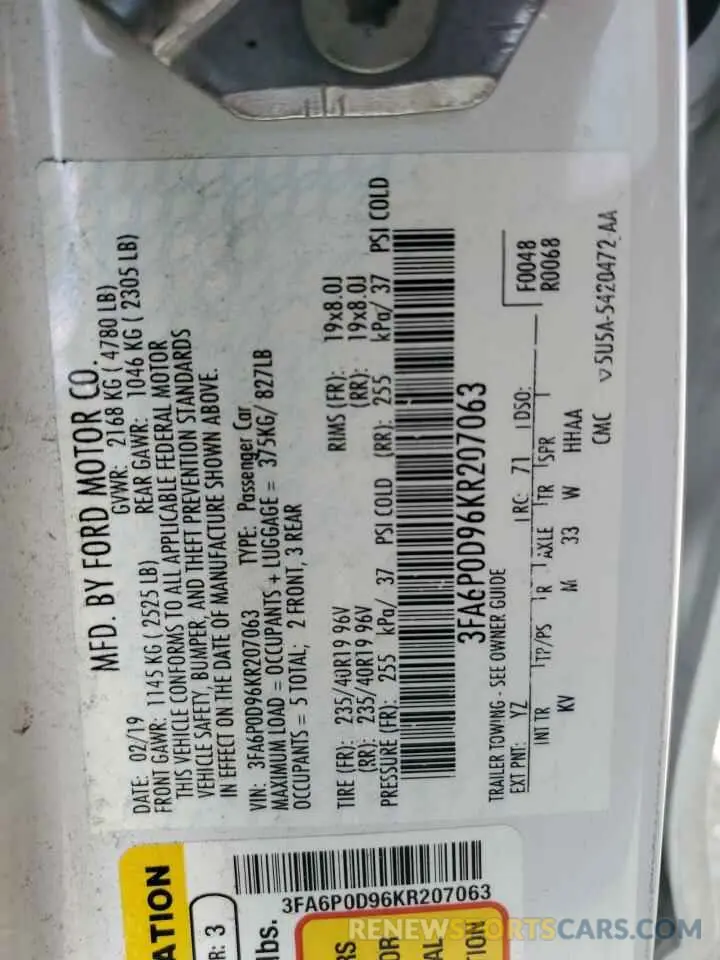 MFD. BY FORD MOTOR CO.
DATE: 02/19 GVWR: 2168 KG ( 4780 LB)
FRONT GAWR: 1145 KG ( 2525 LB) REAR GAWR: 1046 KG ( 2305 LB)
THIS VEHICLE CONFORMS TO ALL APPLICABLE FEDERAL MOTOR
VEHICLE SAFETY, BUMPER, AND THEFT PREVENTION STANDARDS
IN EFFECT ON THE DATE OF MANUFACTURE SHOWN ABOVE.
VIN: 3FA6P0D96KR207063 TYPE: Passenger Car
MAXIMUM LOAD = OCCUPANTS + LUGGAGE = 375KG/ 827LB
OCCUPANTS = 5 TOTAL; 2 FRONT, 3 REAR
TIRE (FR): 235/40R19 96V RIMS (FR): 19x8.0J
(RR): 235/40R19 96V (RR): 19x8.0J
PRESSURE (FR): 255 kPa/ 37 PSI COLD (RR): 255 kPa/ 37 PSI COLD
3FA6P0D96KR207063
TRAILER TOWING - SEE OWNER GUIDE
EXT PNT: YZ RC: 71 DSO: F0048
R0068
INT TR TP/PS R AXLE TR SPR
KV M 33 W HHAA
CMC v5U5A-5420472-AA
ATION
R: 3
lbs.
3FA6P0D96KR207063
RS
OR
AL
TION
RENEWSPORTSCARS.COM